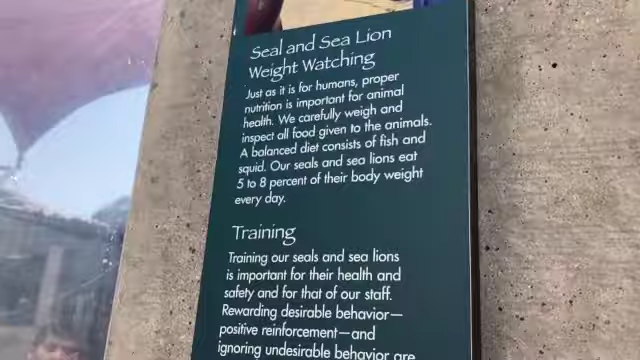 Seal and Sea Lion
Weight Watching
Just as it is for humans, proper
nutrition is important for animal
health. We carefully weigh and
inspect all food given to the animals.
A balanced diet consists of fish and
squid. Our seals and sea lions eat
5 to 8 percent of their body weight
every day.
Training
Training our seals and sea lions
is important for their health and
safety and for that of our staff.
Rewarding desirable behavior—
positive reinforcement—and
ignoring undesirable behavior are